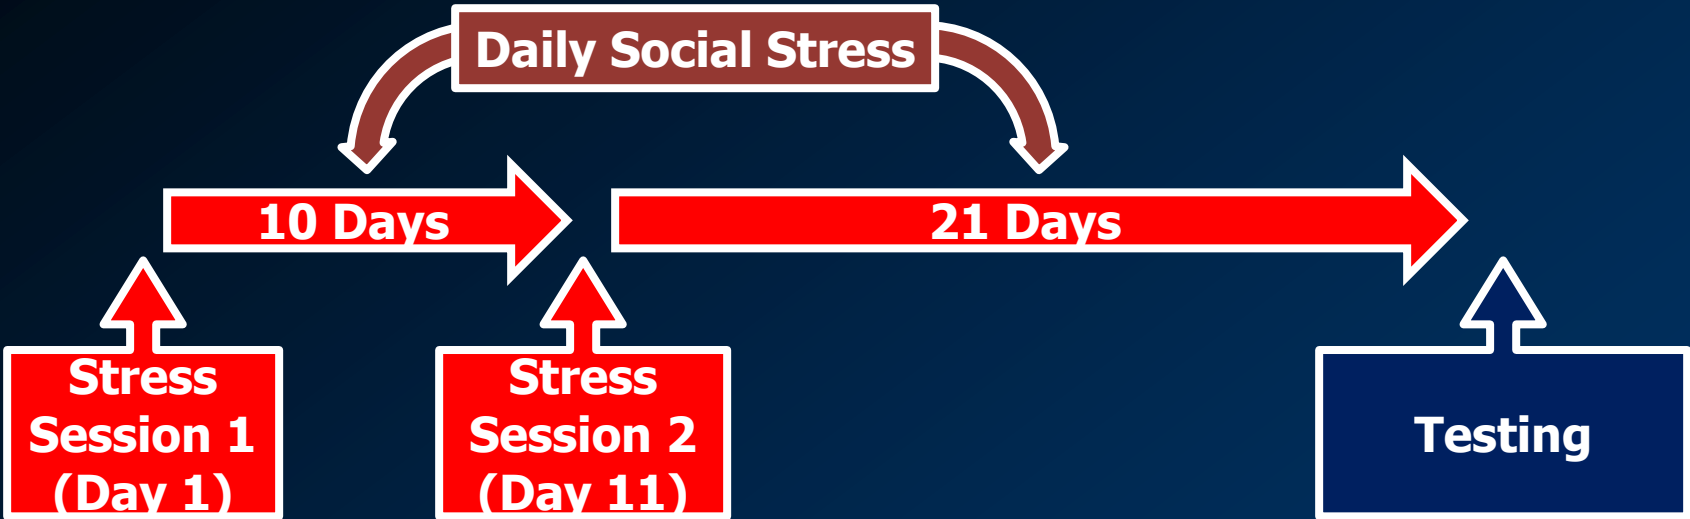 Daily Social Stress
10 Days
21 Days
Stress
Session 1
(Day 1)
Stress
Session 2
(Day 11)
Testing